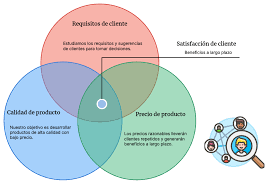 Requisitos de cliente
Estudiamos los requisitos y sugerencias
de clientes para tomar decisiones.
Satisfacción de cliente
Beneficios a largo plazo
Calidad de producto
Nuestro objetivo es desarrollar
productos de alta calidad con
bajo precio.
Precio de producto
Los precios razonables llevarán
clientes repetidos y generarán
beneficios a largo plazo.